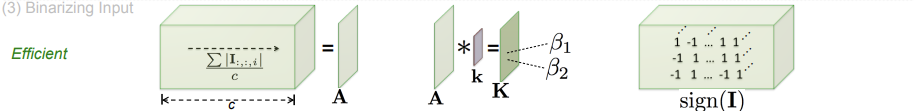 (3) Binarizing Input
Efficient
∑ |I:,:,i|
c
=
c
A
A
*
k
=
K
β1
β2
1 -1 ... 1 1
-1 1 ... 1 1
-1 1 ... -1 1
sign(I)